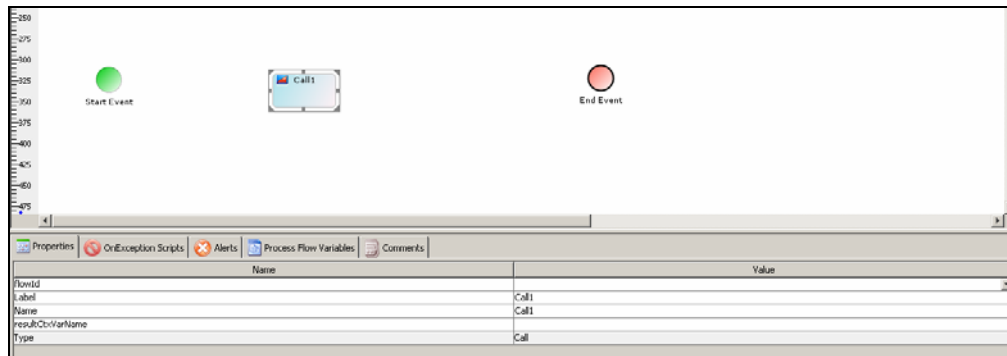 250
275
300
325
350
375
400
425
450
475
Call1
Start Event
End Event
Properties OnException Scripts Alerts Process Flow Variables Comments
Name Value
flowId
Label Call1
Name Call1
resultCtxVarName
Type Call